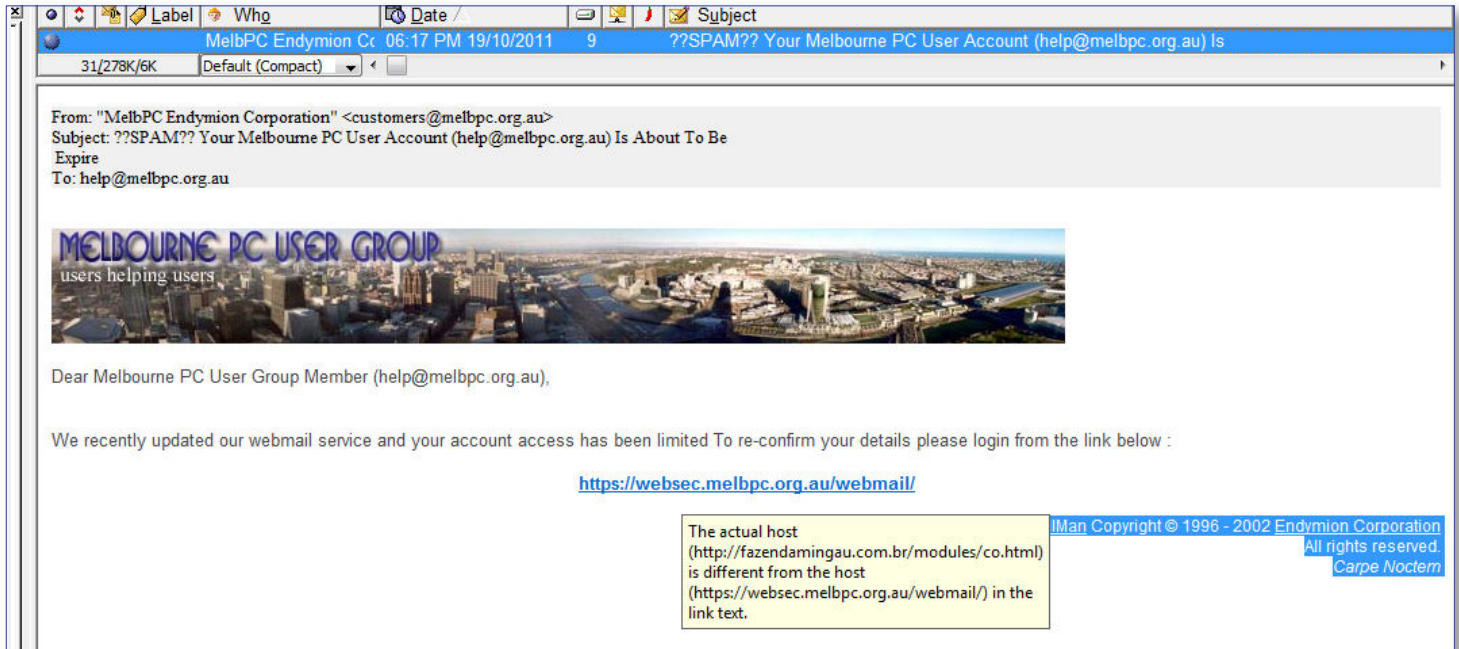 Label Who Date Subject
MelbPC Endymion Cc 06:17 PM 19/10/2011 9 ??SPAM?? Your Melbourne PC User Account (help@melbpc.org.au) Is
31/278K/6K Default (Compact)
From: "MelbPC Endymion Corporation" <customers@melbpc.org.au>
Subject: ??SPAM?? Your Melbourne PC User Account (help@melbpc.org.au) Is About To Be
Expire
To: help@melbpc.org.au
MELBOURNE PC USER GROUP
users helping users
Dear Melbourne PC User Group Member (help@melbpc.org.au),
We recently updated our webmail service and your account access has been limited To re-confirm your details please login from the link below :
https://websec.melbpc.org.au/webmail/
The actual host
(http://fazendamingau.com.br/modules/co.html)
is different from the host
(https://websec.melbpc.org.au/webmail/) in the
link text.
IMan Copyright © 1996 - 2002 Endymion Corporation
All rights reserved.
Carpe Noctem